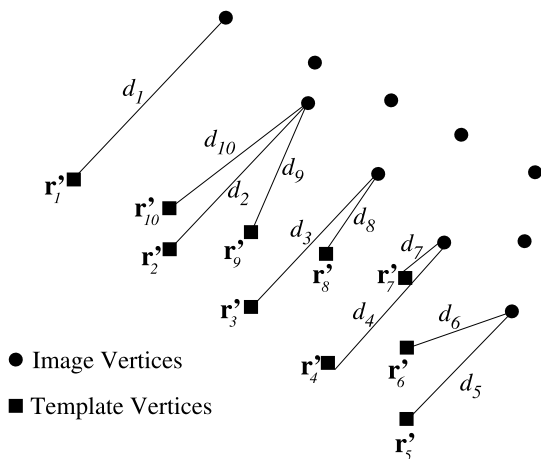 d1
d10
d9
r'1
r'10
d2
d8
r'2
r'9
d3
d7
r'8
r'7
r'3
d4
d6
Image Vertices
r'4
r'6
d5
Template Vertices
r'5